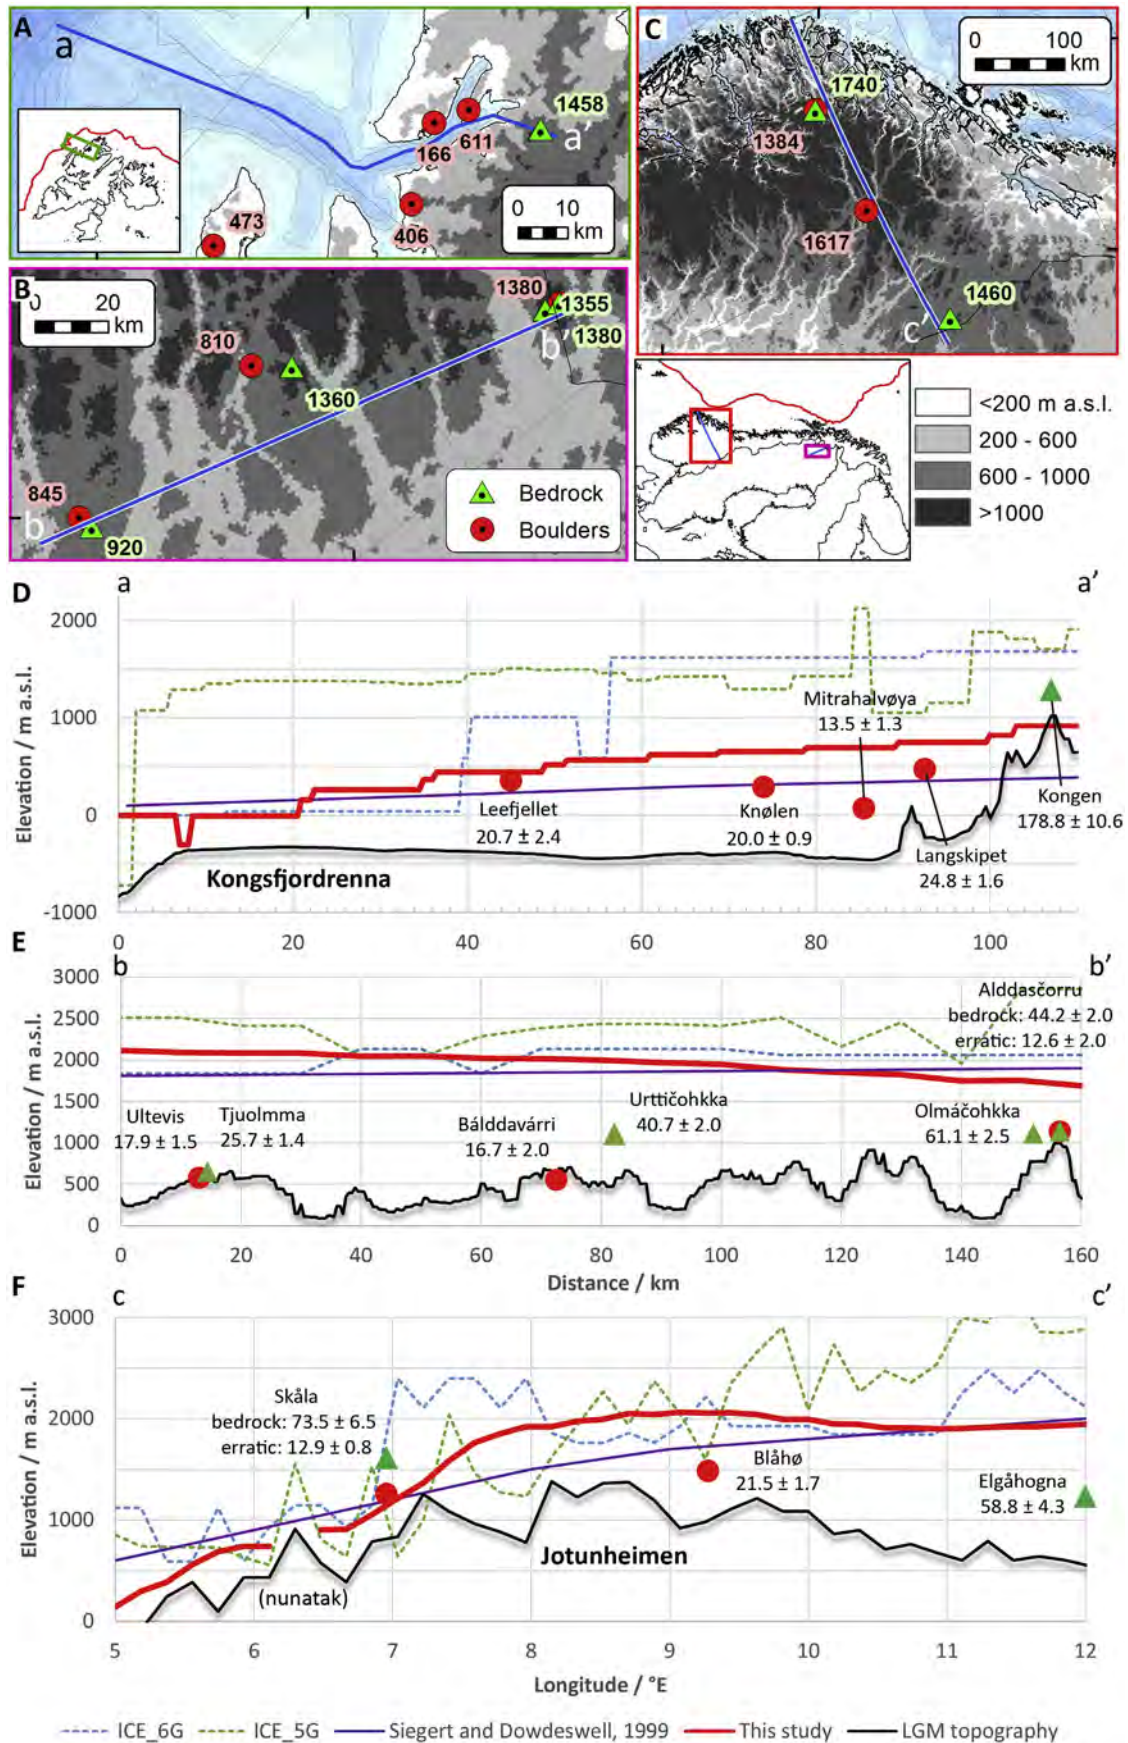 A
a
1458
a'
166
611
473
406
0 10
km
B
0 20
km
1380
1355
1380
b'
810
1360
845
b
920
Bedrock
Boulders
C
c
0 100
km
1740
1384
1617
1460
c'
<200 m a.s.l.
200 - 600
600 - 1000
>1000
D
a
a'
Elevation / m a.s.l.
2000
1000
0
-1000
Mitrahalvøya
13.5 ± 1.3
Leefjellet
20.7 ± 2.4
Knølen
20.0 ± 0.9
Langskipet
24.8 ± 1.6
Kongen
178.8 ± 10.6
Kongsfjordrenna
0 20 40 60 80 100
E
b
b'
Elevation / m a.s.l.
3000
2500
2000
1500
1000
500
0
Alddasčorru
bedrock: 44.2 ± 2.0
erratic: 12.6 ± 2.0
Ultevis
17.9 ± 1.5
Tjuolmma
25.7 ± 1.4
Bálddavárri
16.7 ± 2.0
Urttičohkka
40.7 ± 2.0
Olmáčohkka
61.1 ± 2.5
0 20 40 60 80 100 120 140 160
Distance / km
F
c
c'
Elevation / m a.s.l.
3000
2000
1000
0
Skåla
bedrock: 73.5 ± 6.5
erratic: 12.9 ± 0.8
Blåhø
21.5 ± 1.7
Elgåhogna
58.8 ± 4.3
Jotunheimen
(nunatak)
5 6 7 8 9 10 11 12
Longitude / °E
ICE_6G ICE_5G Siegert and Dowdeswell, 1999 This study LGM topography